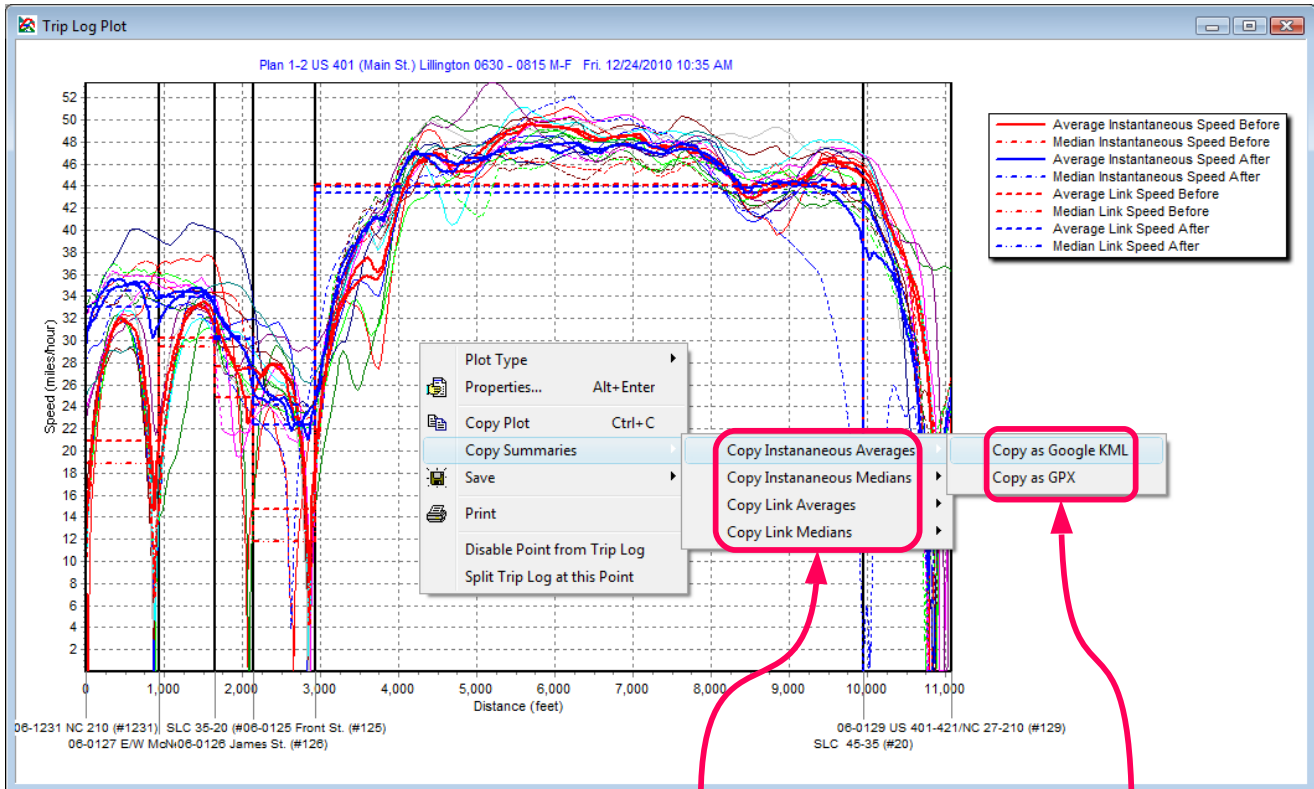 Trip Log Plot
Plan 1-2 US 401 (Main St.) Lillington 0630 - 0815 M-F Fri. 12/24/2010 10:35 AM
52
50
48
46
44
42
40
38
36
34
32
30
28
26
24
22
20
18
16
14
12
10
8
6
4
2
Speed (miles/hour)
Average Instantaneous Speed Before
Median Instantaneous Speed Before
Average Instantaneous Speed After
Median Instantaneous Speed After
Average Link Speed Before
Median Link Speed Before
Average Link Speed After
Median Link Speed After
Plot Type
Properties... Alt+Enter
Copy Plot Ctrl+C
Copy Summaries
Save
Print
Disable Point from Trip Log
Split Trip Log at this Point
Copy Instananeous Averages
Copy Instananeous Medians
Copy Link Averages
Copy Link Medians
Copy as Google KML
Copy as GPX
0 1,000 2,000 3,000 4,000 5,000 6,000 7,000 8,000 9,000 10,000 11,000
Distance (feet)
06-1231 NC 210 (#1231) SLC 35-20 (#06-0125 Front St. (#125) 06-0129 US 401-421/NC 27-210 (#129)
06-0127 E/W McN 06-0126 James St. (#126) SLC 45-35 (#20)